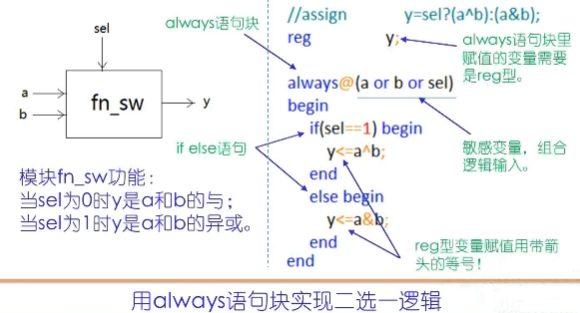 sel
a
b
fn_sw
y
模块fn_sw功能：
当sel为0时y是a和b的与；
当sel为1时y是a和b的异或。
always语句块
if else语句
//assign y=sel?(a^b):(a&b);
reg y;
always@(a or b or sel)
begin
if(sel==1) begin
y<=a^b;
end
else begin
y<=a&b;
end
end
always语句块里
赋值的变量需要
是reg型。
敏感变量，组合
逻辑输入。
reg型变量赋值用带箭
头的等号！
用always语句块实现二选一逻辑